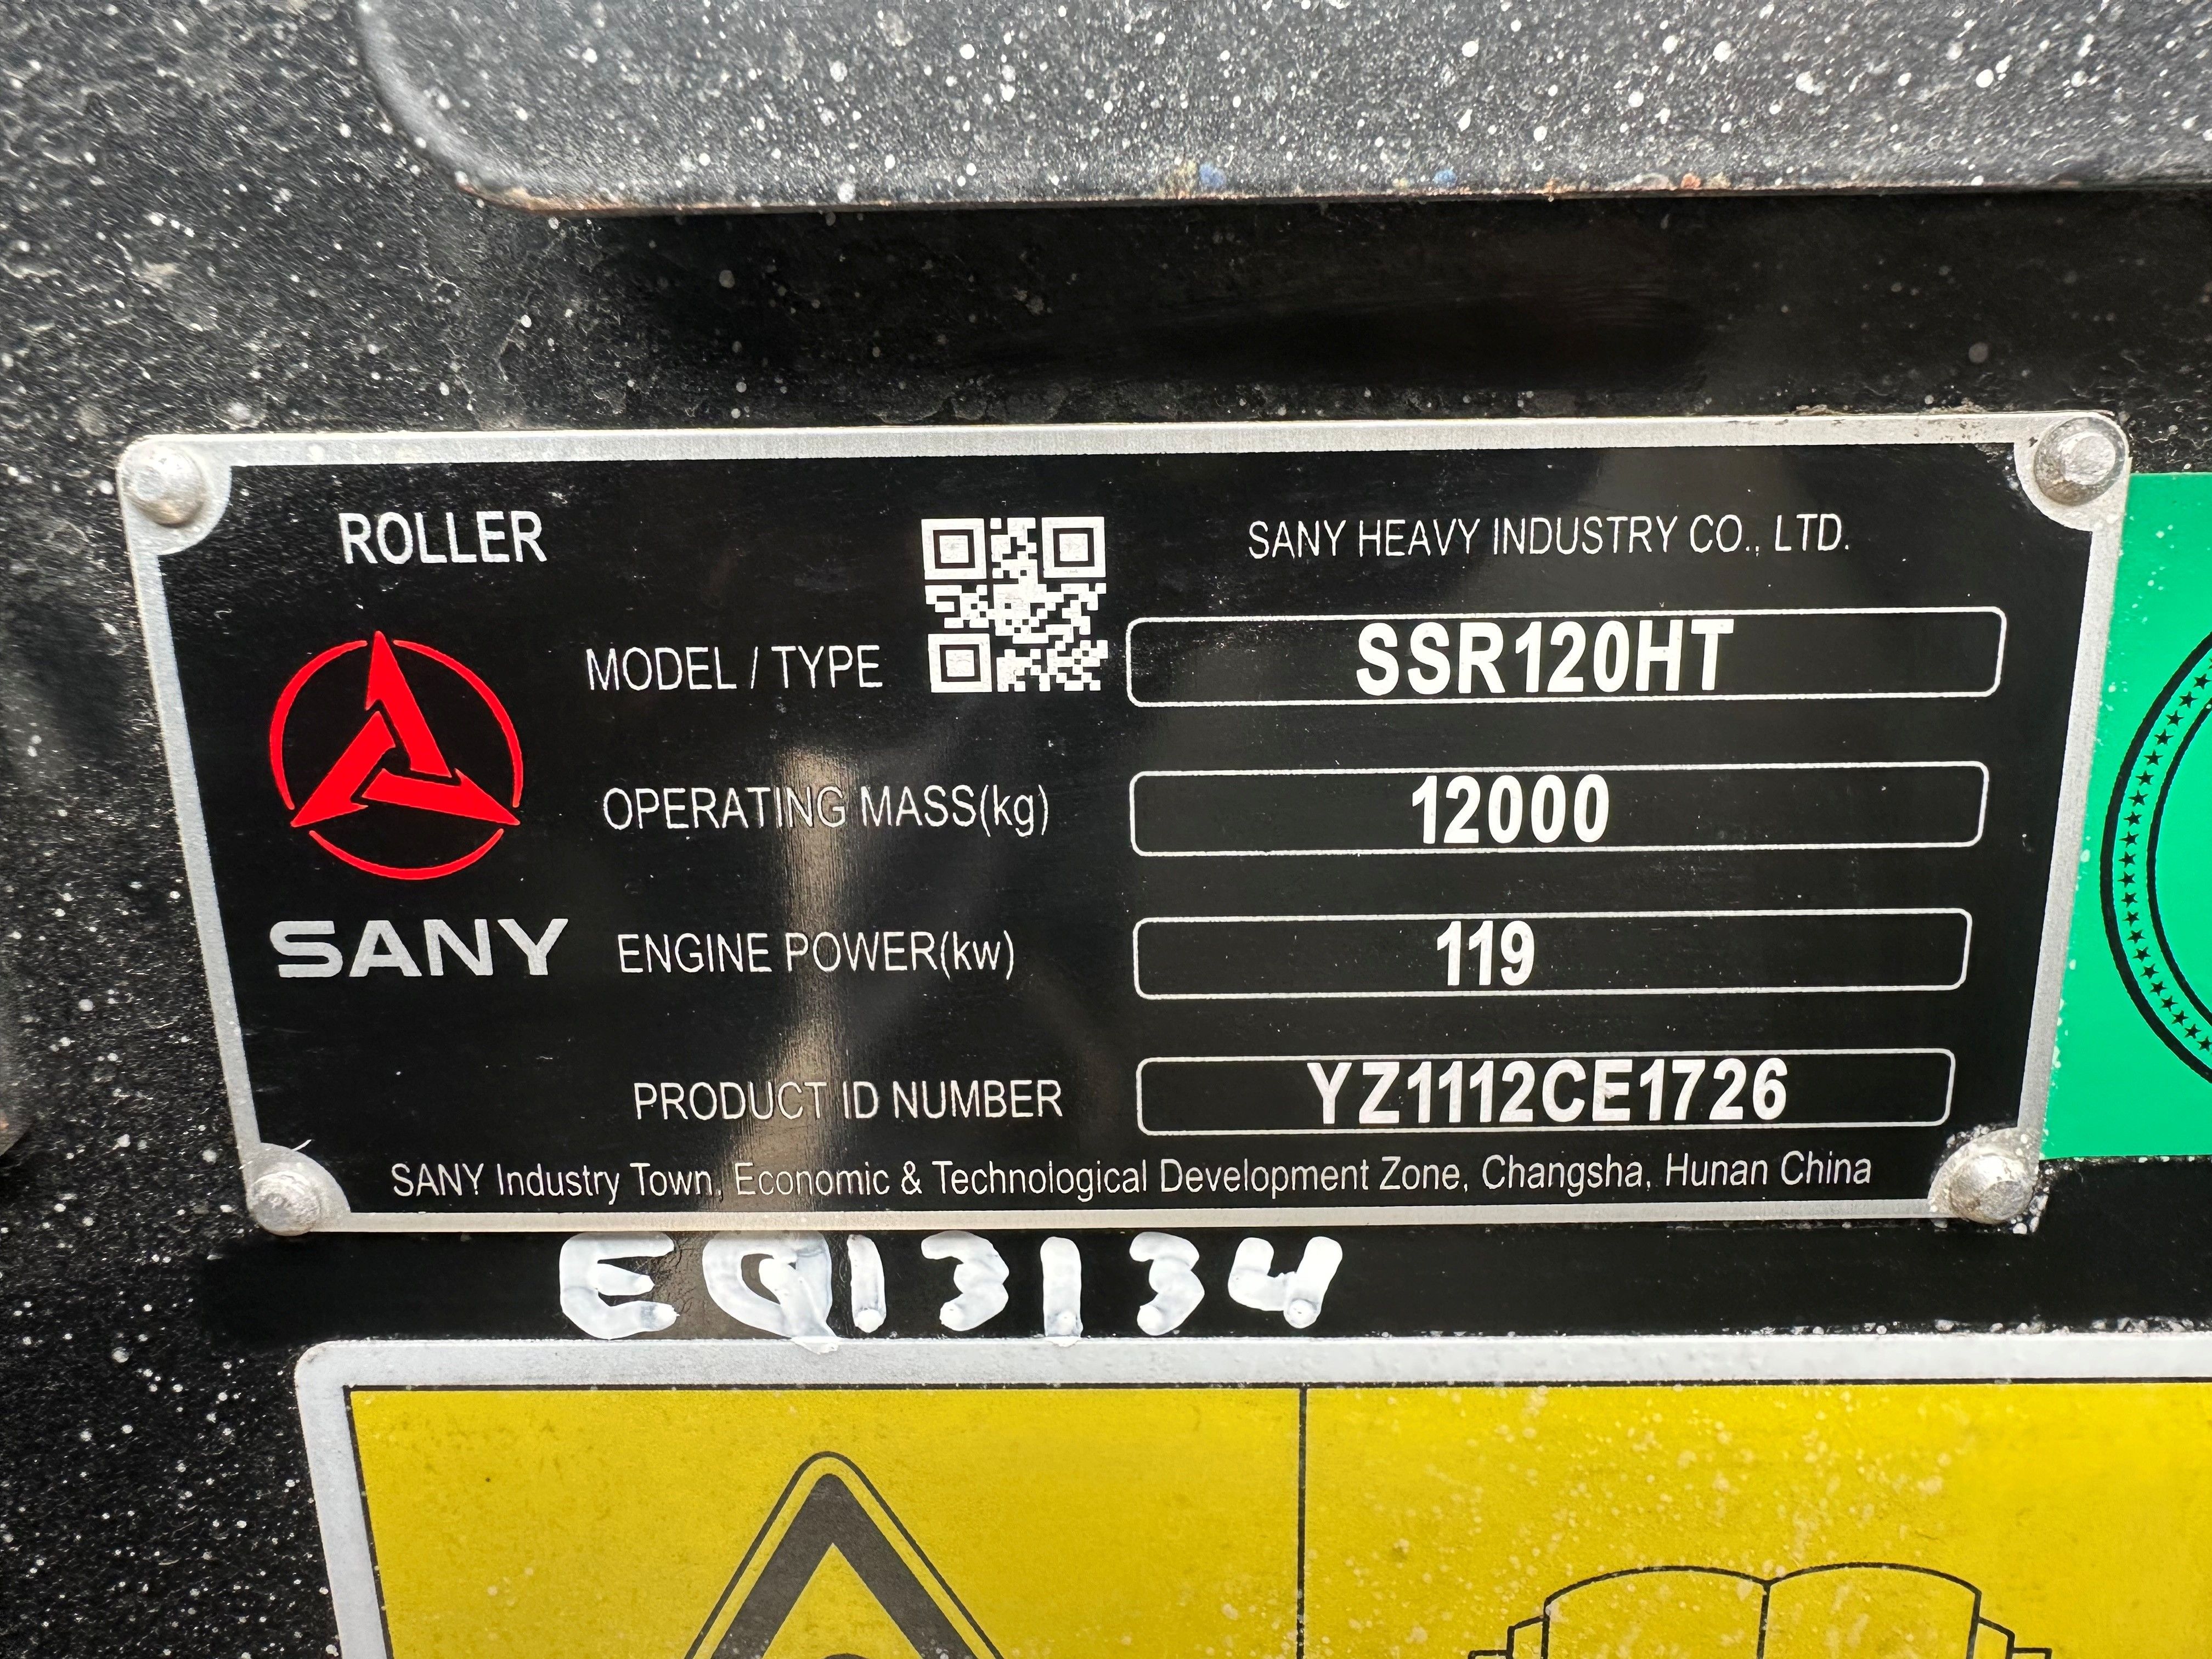 ROLLER
SANY HEAVY INDUSTRY CO., LTD.
MODEL / TYPE SSR120HT
OPERATING MASS(kg) 12000
SANY
ENGINE POWER(kw) 119
PRODUCT ID NUMBER YZ1112CE1726
SANY Industry Town, Economic & Technological Development Zone, Changsha, Hunan China
EQ13134